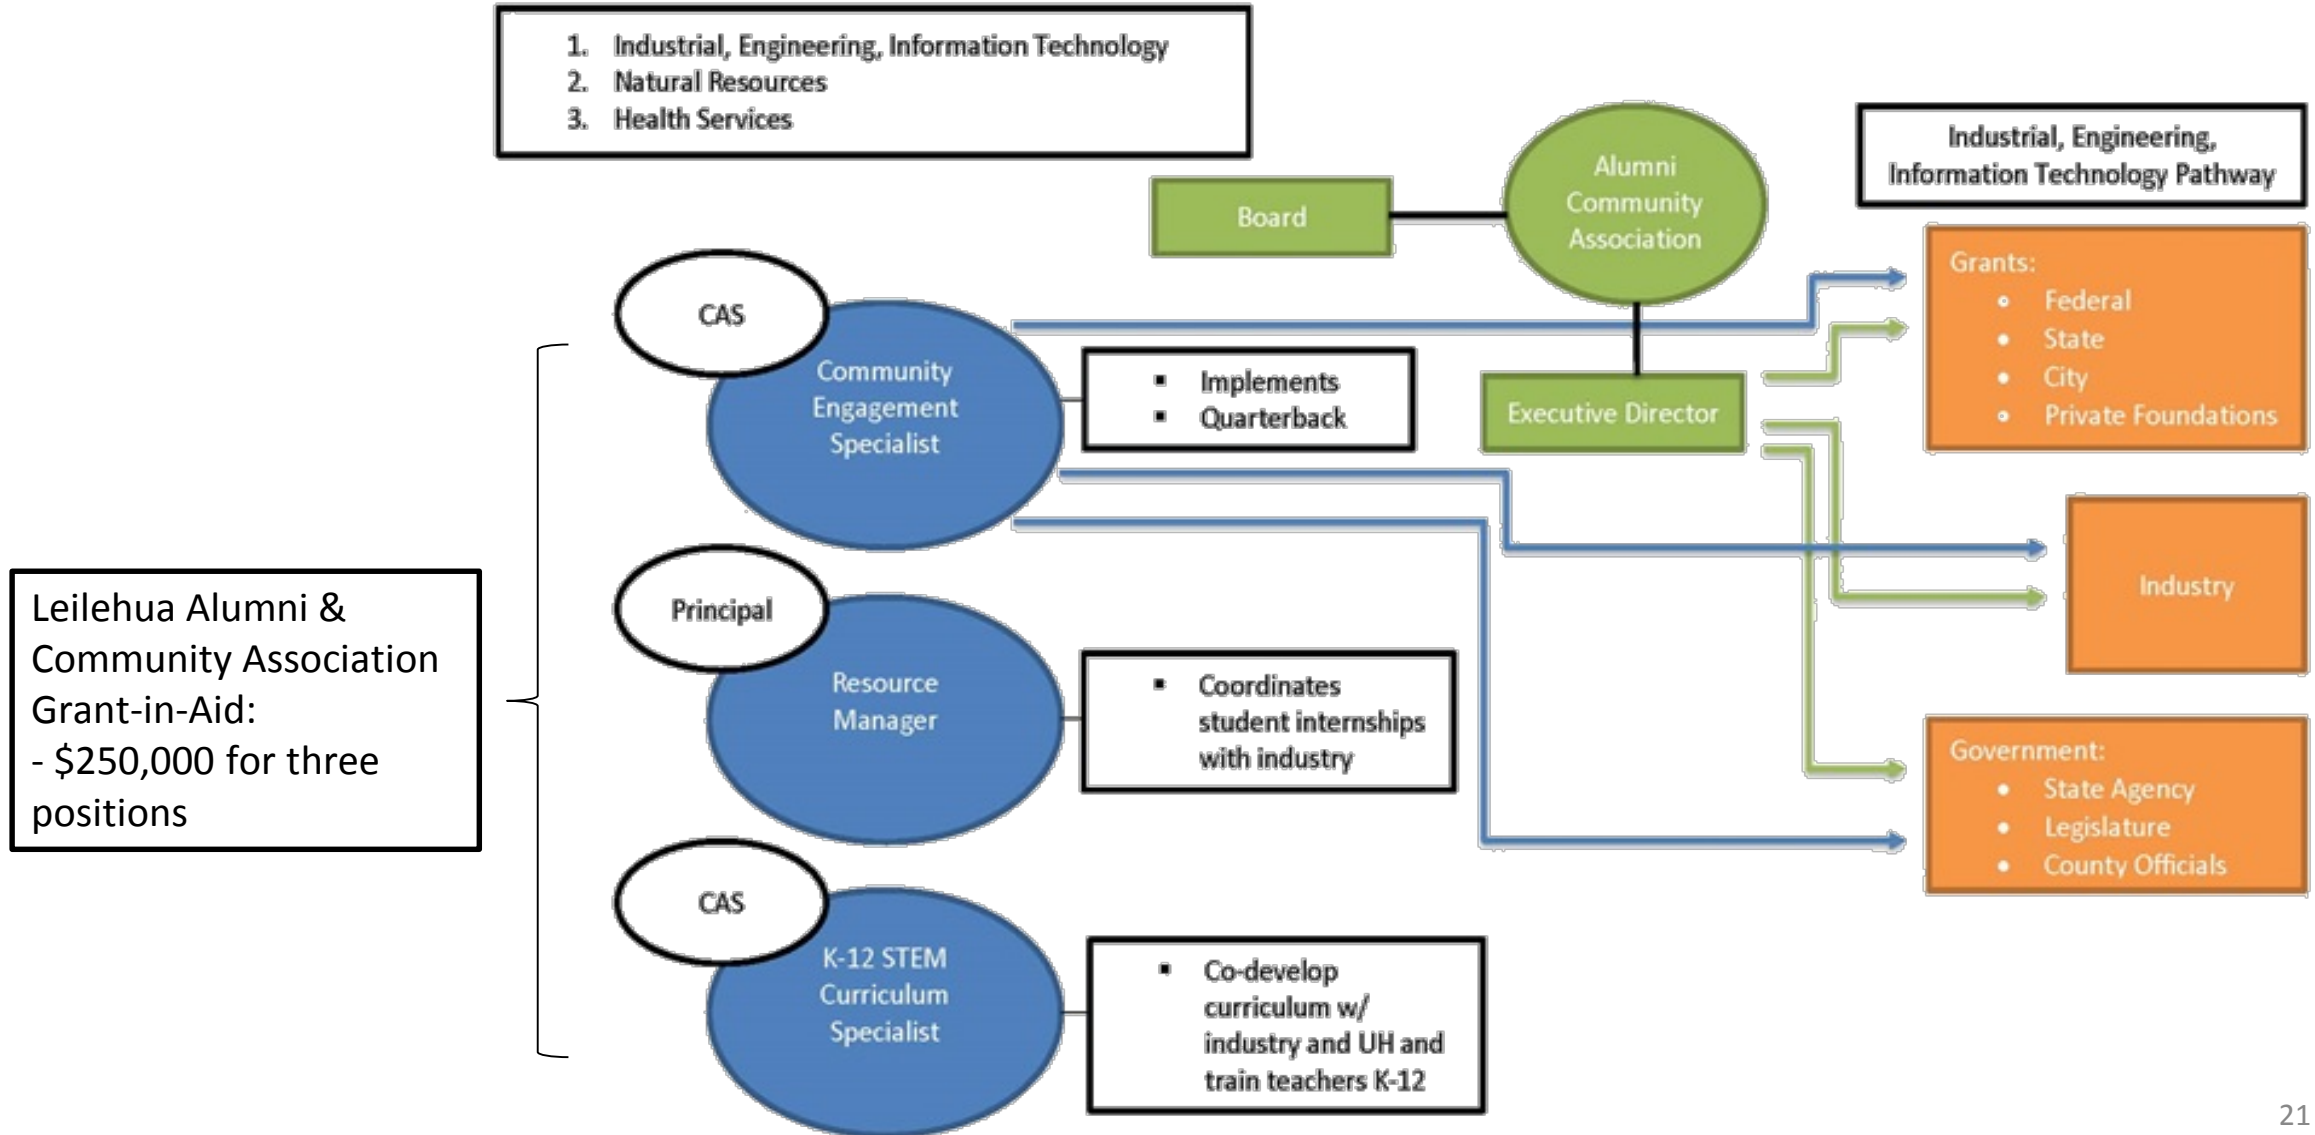 1. Industrial, Engineering, Information Technology
2. Natural Resources
3. Health Services
Alumni
Community
Association
Board
Industrial, Engineering,
Information Technology Pathway
Grants:
Federal
State
City
Private Foundations
CAS
Community
Engagement
Specialist
▪ Implements
▪ Quarterback
Executive Director
Industry
Leilehua Alumni &
Community Association
Grant-in-Aid:
- $250,000 for three
positions
Principal
Resource
Manager
▪ Coordinates
student internships
with industry
Government:
• State Agency
• Legislature
• County Officials
CAS
K-12 STEM
Curriculum
Specialist
▪ Co-develop
curriculum w/
industry and UH and
train teachers K-12
21